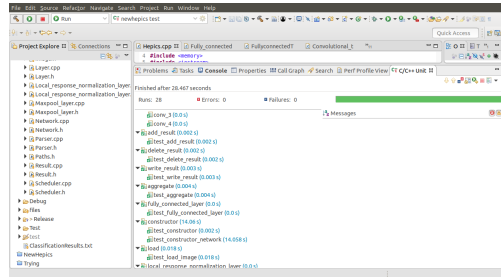 File Edit Source Refactor Navigate Search Project Run Window Help
Run
newhepics test
Quick Access
Project Explore
Connections
Hepics.cpp
Fully_connected
FullyconnectedT
Convolutional_t
4 #include <memory>
Problems Tasks Console Properties Call Graph Search Perf Profile View C/C++ Unit
Finished after 28.467 seconds
Runs: 28 Errors: 0 Failures: 0
Messages
Layer.cpp
Layer.h
Local_response_normalization_layer
Local_response_normalization_layer
Maxpool_layer.cpp
Maxpool_layer.h
Network.cpp
Network.h
Parser.cpp
Parser.h
Paths.h
Result.cpp
Result.h
Scheduler.cpp
Scheduler.h
Debug
files
Release
Test
test
ClassificationResults.txt
NewHepics
Trying
conv_3 (0.0 s)
conv_4 (0.0 s)
add_result (0.002 s)
test_add_result (0.002 s)
delete_result (0.002 s)
test_delete_result (0.002 s)
write_result (0.003 s)
test_write_result (0.003 s)
aggregate (0.004 s)
test_aggregate (0.004 s)
fully_connected_layer (0.0 s)
test_fully_connected_layer (0.0 s)
constructor (14.06 s)
test_constructor (0.002 s)
test_constructor_network (14.058 s)
load (0.018 s)
test_load_image (0.018 s)
local_response_normalization_layer (0.0 s)